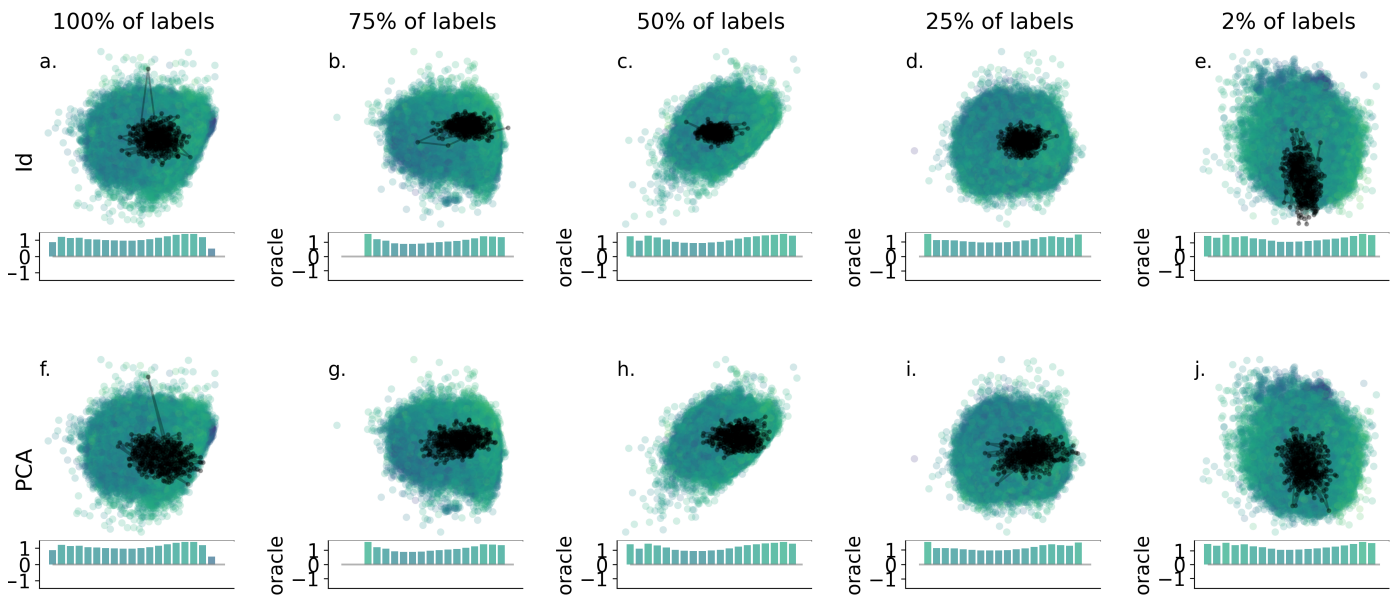 100% of labels 75% of labels 50% of labels 25% of labels 2% of labels
a. b. c. d. e.
Id
1 0 −1
oracle 1 0 −1
oracle 1 0 −1
oracle 1 0 −1
oracle 1 0 −1
f. g. h. i. j.
PCA
1 0 −1
oracle 1 0 −1
oracle 1 0 −1
oracle 1 0 −1
oracle 1 0 −1